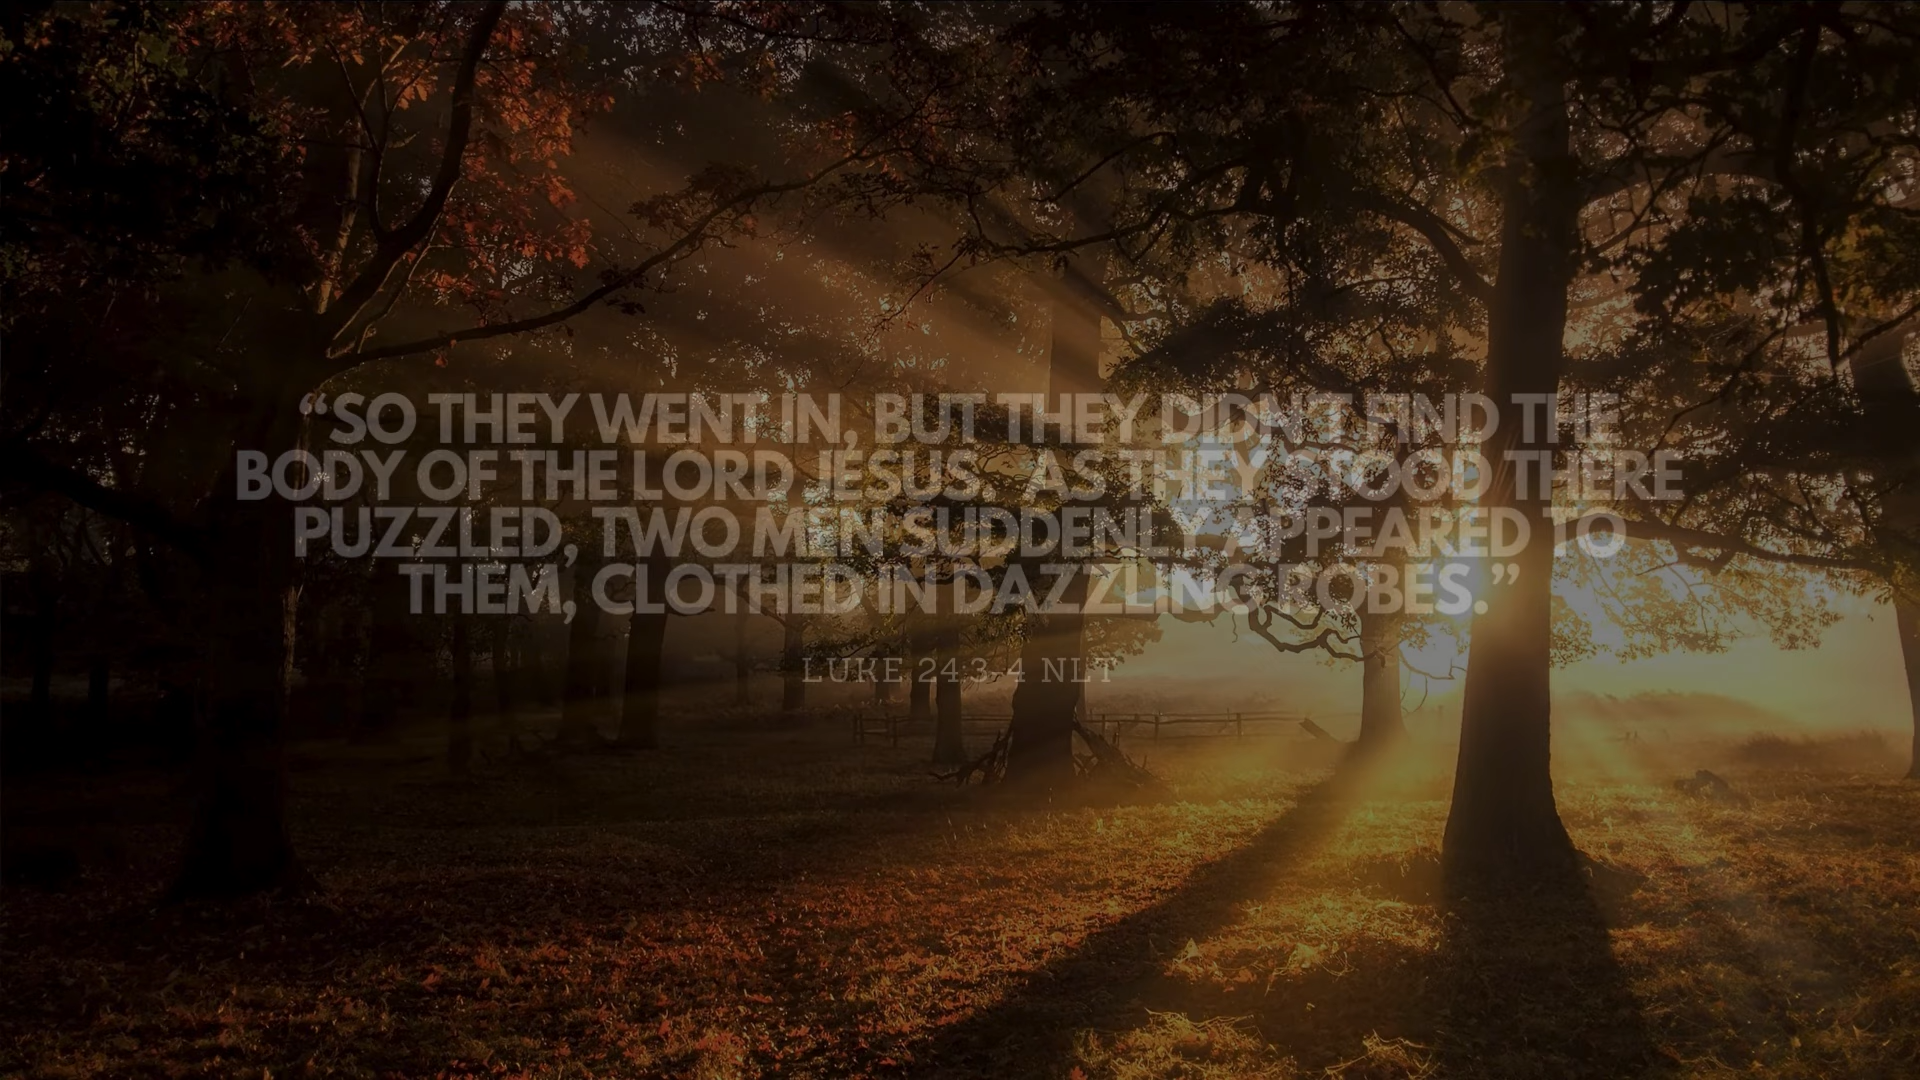 “SO THEY WENT IN, BUT THEY DIDN’T FIND THE
BODY OF THE LORD JESUS.  AS THEY STOOD THERE
PUZZLED, TWO MEN SUDDENLY APPEARED TO
THEM, CLOTHED IN DAZZLING ROBES.”
LUKE 24:3-4 NLT